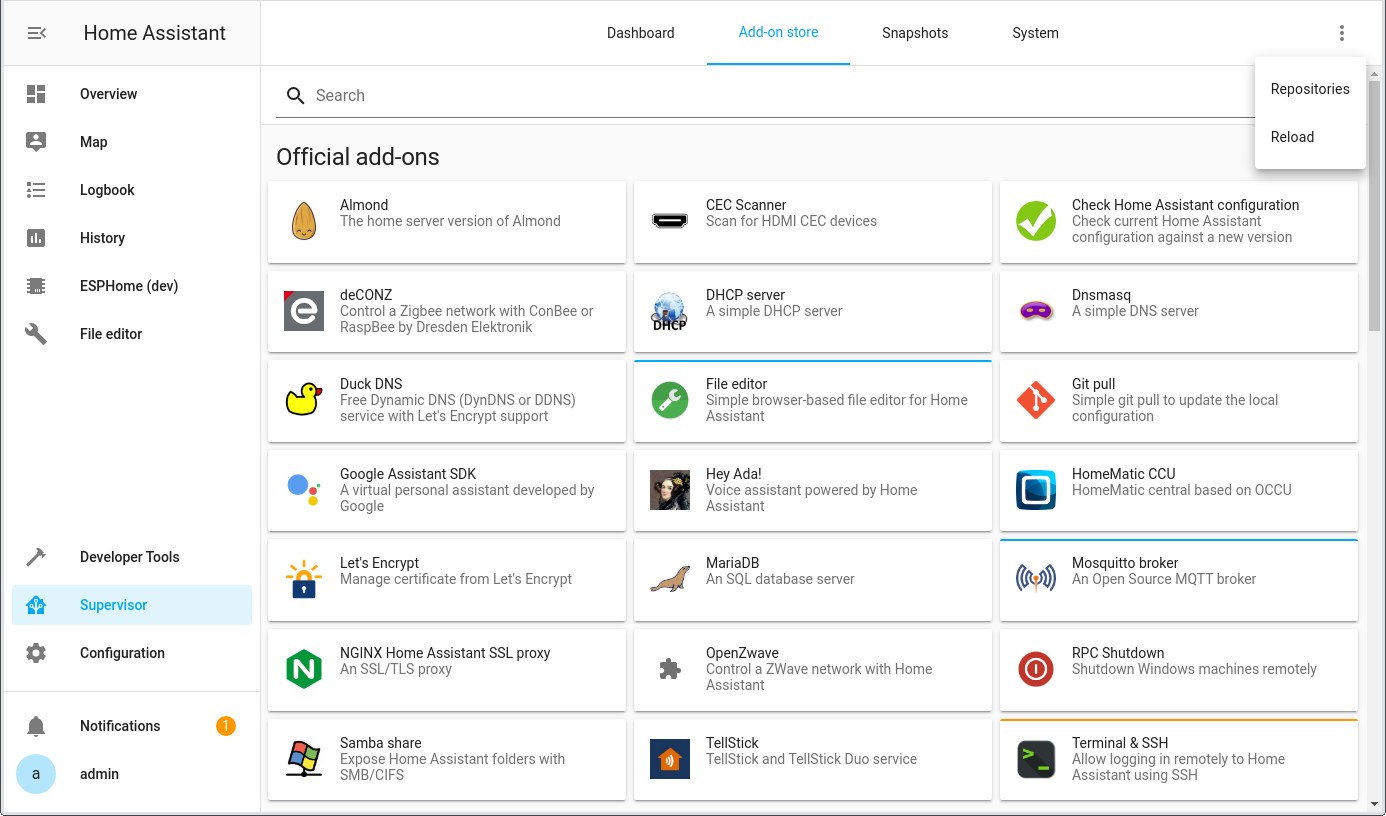 Home Assistant
Dashboard
Add-on store
Snapshots
System
Repositories
Reload
Overview
Map
Logbook
History
ESPHome (dev)
File editor
Developer Tools
Supervisor
Configuration
Notifications
1
a
admin
Search
Official add-ons
Almond
The home server version of Almond
CEC Scanner
Scan for HDMI CEC devices
Check Home Assistant configuration
Check current Home Assistant
configuration against a new version
deCONZ
Control a Zigbee network with ConBee or
RaspBee by Dresden Elektronik
DHCP
DHCP server
A simple DHCP server
Dnsmasq
A simple DNS server
Duck DNS
Free Dynamic DNS (DynDNS or DDNS)
service with Let's Encrypt support
File editor
Simple browser-based file editor for Home
Assistant
Git pull
Simple git pull to update the local
configuration
Google Assistant SDK
A virtual personal assistant developed by
Google
Hey Ada!
Voice assistant powered by Home
Assistant
HomeMatic CCU
HomeMatic central based on OCCU
Let's Encrypt
Manage certificate from Let's Encrypt
MariaDB
An SQL database server
Mosquitto broker
An Open Source MQTT broker
N
NGINX Home Assistant SSL proxy
An SSL/TLS proxy
OpenZwave
Control a ZWave network with Home
Assistant
RPC Shutdown
Shutdown Windows machines remotely
Samba share
Expose Home Assistant folders with
SMB/CIFS
TellStick
TellStick and TellStick Duo service
>_
Terminal & SSH
Allow logging in remotely to Home
Assistant using SSH